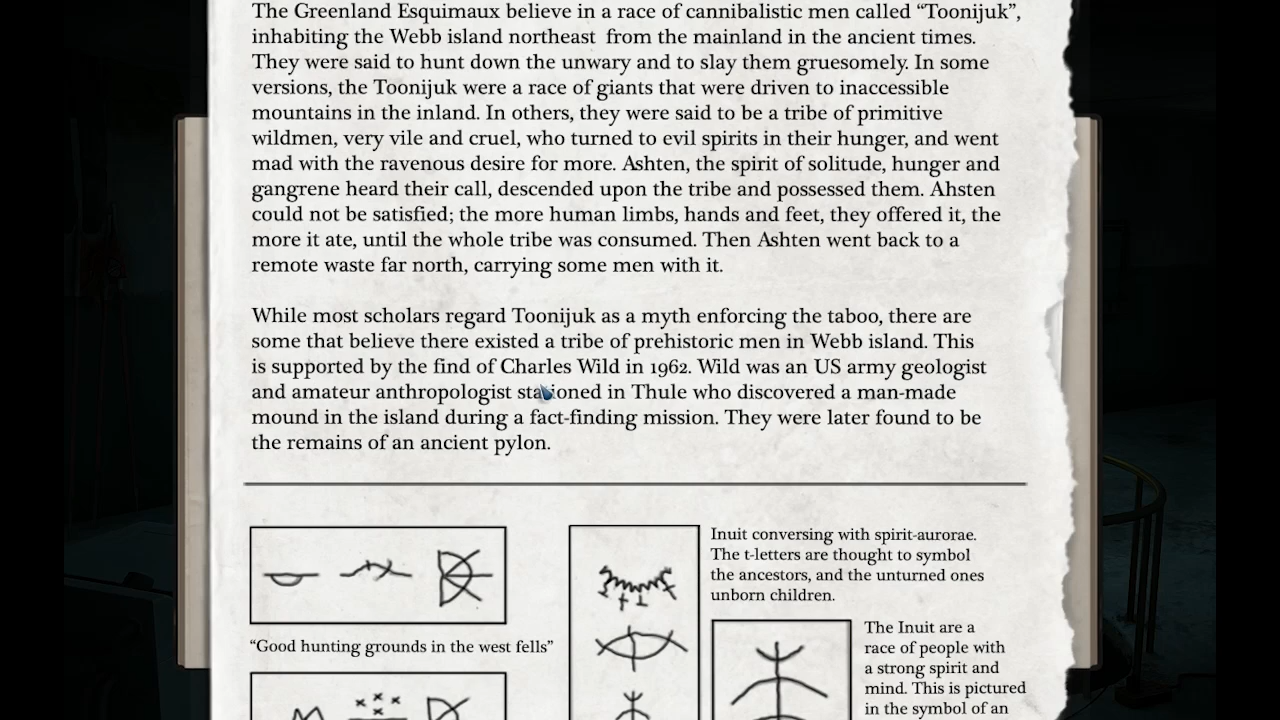 The Greenland Esquimaux believe in a race of cannibalistic men called “Toonijuk”,
inhabiting the Webb island northeast from the mainland in the ancient times.
They were said to hunt down the unwary and to slay them gruesomely. In some
versions, the Toonijuk were a race of giants that were driven to inaccessible
mountains in the inland. In others, they were said to be a tribe of primitive
wildmen, very vile and cruel, who turned to evil spirits in their hunger, and went
mad with the ravenous desire for more. Ashten, the spirit of solitude, hunger and
gangrene heard their call, descended upon the tribe and possessed them. Ahsten
could not be satisfied; the more human limbs, hands and feet, they offered it, the
more it ate, until the whole tribe was consumed. Then Ashten went back to a
remote waste far north, carrying some men with it.
While most scholars regard Toonijuk as a myth enforcing the taboo, there are
some that believe there existed a tribe of prehistoric men in Webb island. This
is supported by the find of Charles Wild in 1962. Wild was an US army geologist
and amateur anthropologist stationed in Thule who discovered a man-made
mound in the island during a fact-finding mission. They were later found to be
the remains of an ancient pylon.
Inuit conversing with spirit-aurorae.
The t-letters are thought to symbol
the ancestors, and the unturned ones
unborn children.
“Good hunting grounds in the west fells”
The Inuit are a
race of people with
a strong spirit and
mind. This is pictured
in the symbol of an